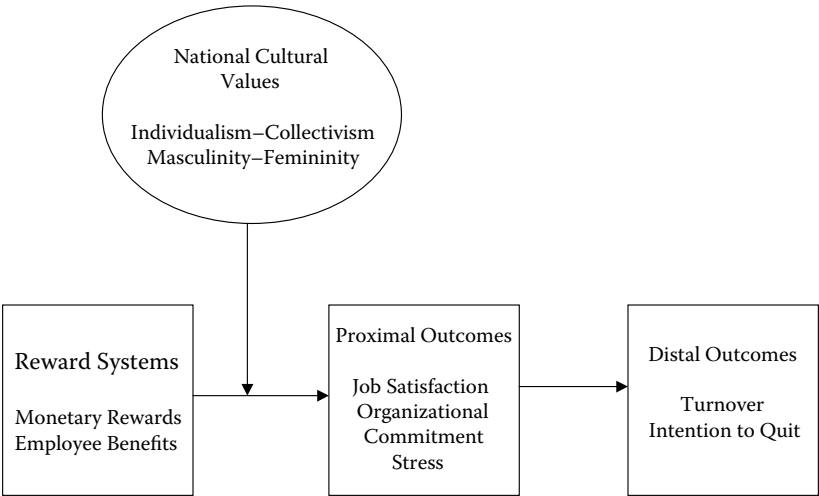 National Cultural
Values
Individualism–Collectivism
Masculinity–Femininity
Reward Systems
Monetary Rewards
Employee Benefits
Proximal Outcomes
Job Satisfaction
Organizational
Commitment
Stress
Distal Outcomes
Turnover
Intention to Quit